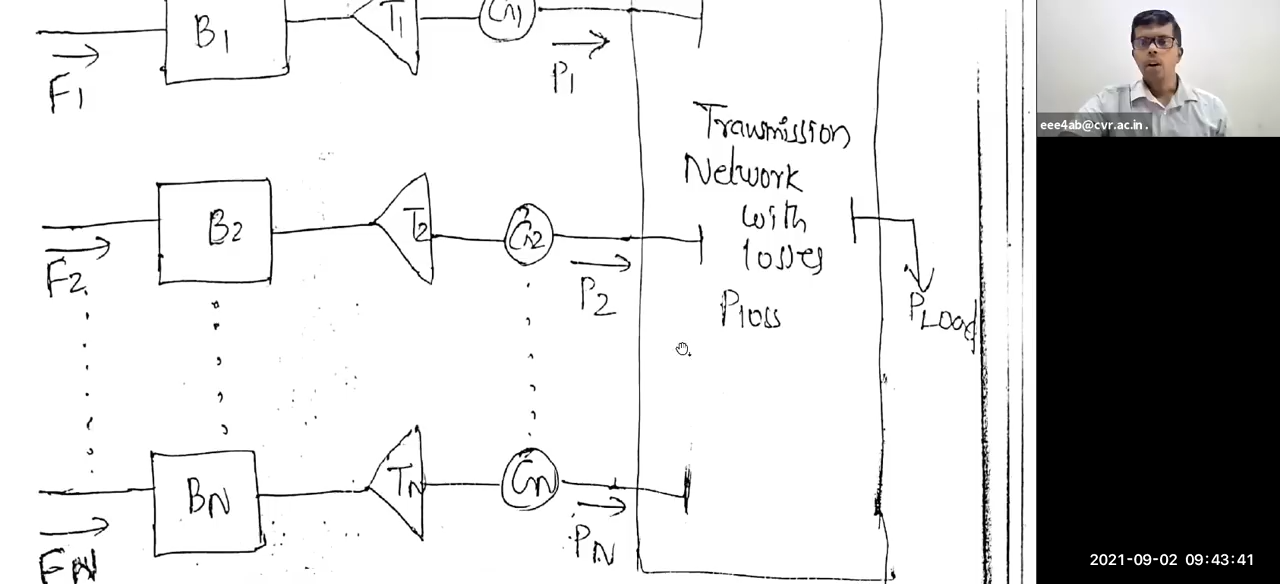 B1
T1
G1
F1
P1
Transmission
Network
with
losses
Ploss
B2
T2
G2
F2
P2
PLoad
BN
TN
GN
FN
PN
eee4ab@cvr.ac.in .
2021-09-02 09:43:41